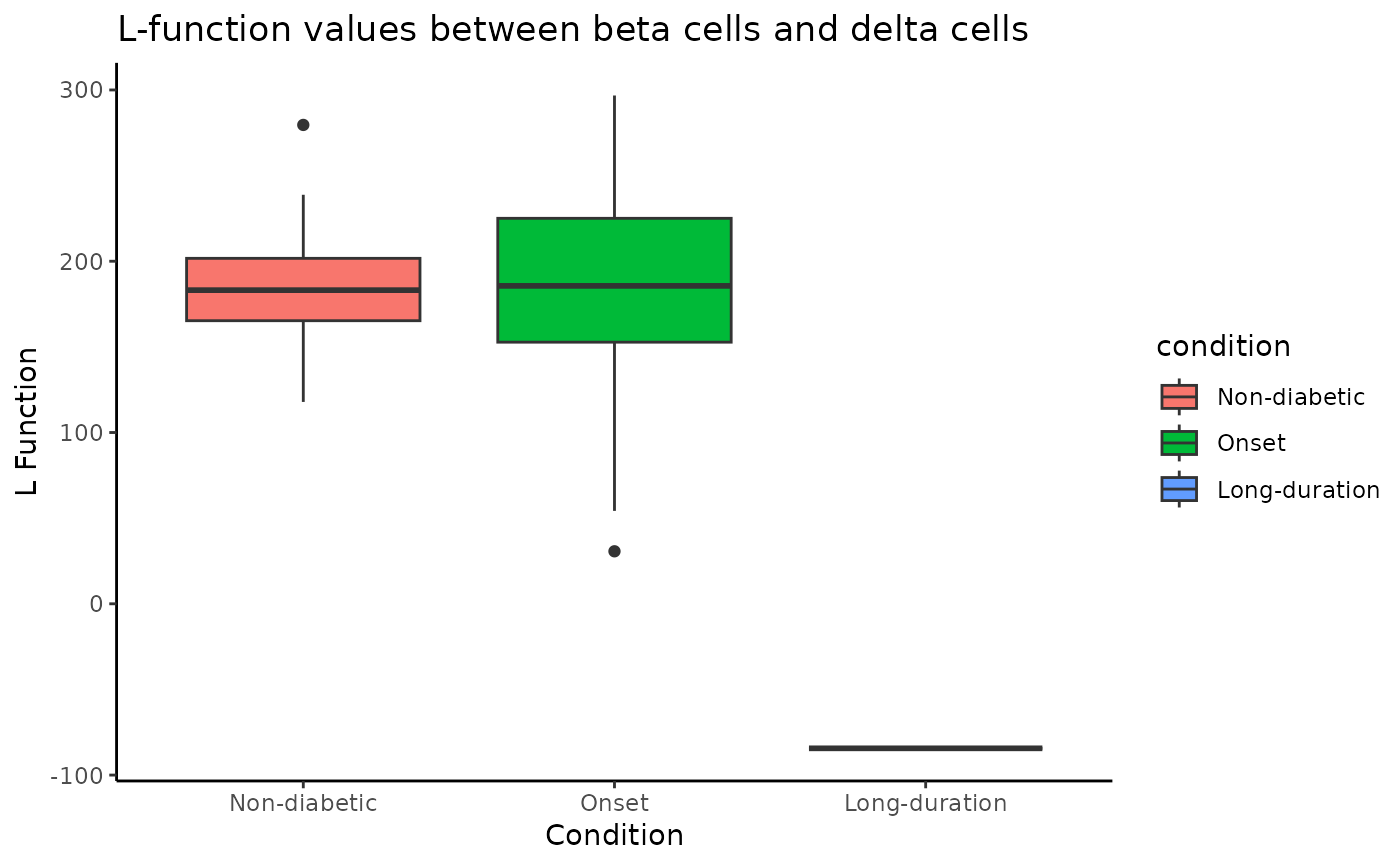 L-function values between beta cells and delta cells
300
200
100
0
-100
L Function
Non-diabetic
Onset
Long-duration
Condition
condition
Non-diabetic
Onset
Long-duration